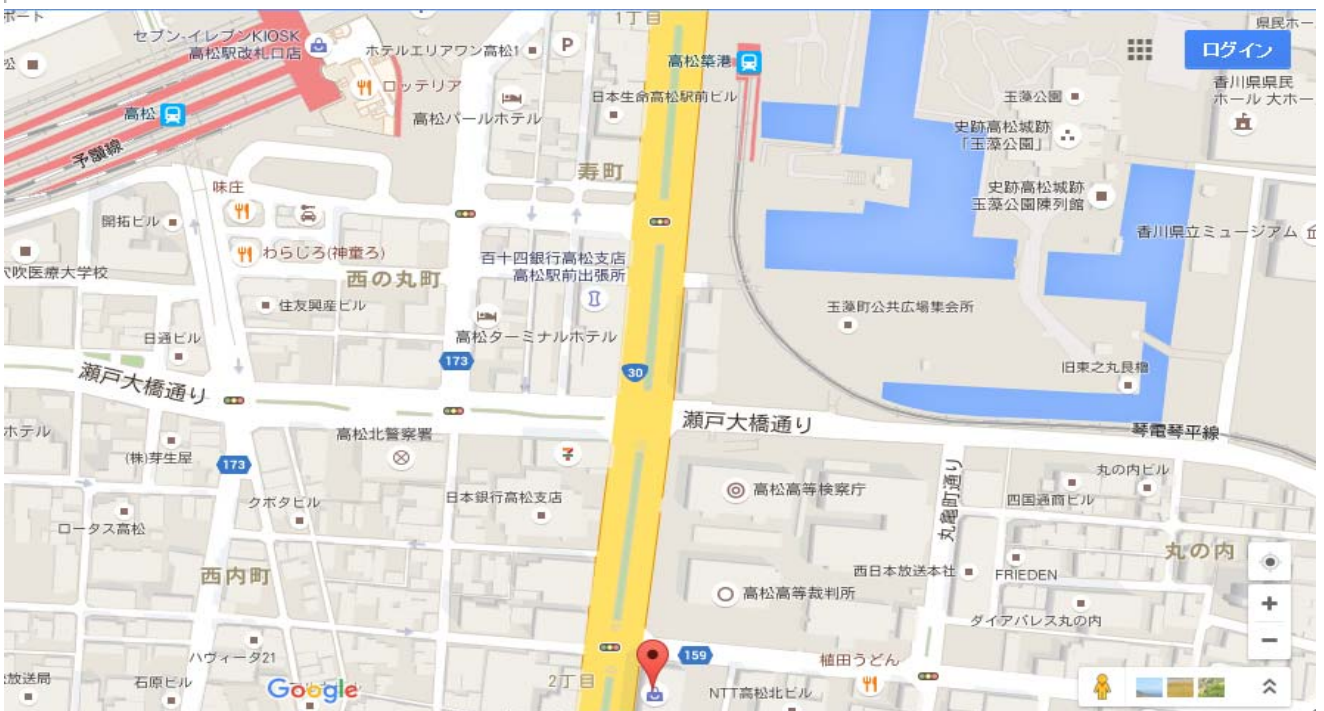 ポート
1丁目
県民ホー
セブン-イレブンKIOSK
高松駅改札口店
ホテルエリアワン高松1
P
高松築港
ログイン
松
ロッテリア
香川県県民
ホール 大ホー
高松
高松パールホテル
日本生命高松駅前ビル
玉藻公園
史跡高松城跡
「玉藻公園」
予讃線
寿町
味庄
史跡高松城跡
玉藻公園陳列館
開拓ビル
わらじろ(神童ろ)
百十四銀行高松支店
高松駅前出張所
香川県立ミュージアム
穴吹医療大学校
西の丸町
住友興産ビル
玉藻町公共広場集会所
日通ビル
高松ターミナルホテル
173
30
旧東之丸艮櫓
瀬戸大橋通り
瀬戸大橋通り
琴電琴平線
ホテル
高松北警察署
(株)芽生屋
173
丸亀町通り
丸の内ビル
クボタビル
日本銀行高松支店
高松高等検察庁
四国通商ビル
ロータス高松
丸の内
西内町
西日本放送本社
FRIEDEN
高松高等裁判所
ダイアパレス丸の内
+
−
ハヴィータ21
159
植田うどん
放送局
石原ビル
Google
2丁目
NTT高松北ビル